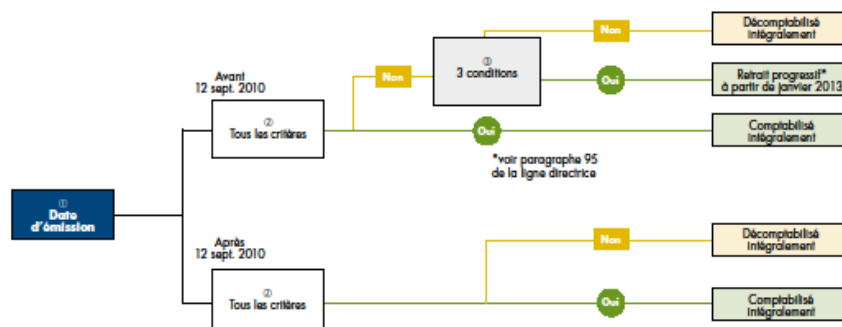 Non
Décomptabilisé
intégralement
③
3 conditions
Avant
12 sept. 2010
Non
Oui
Retrait progressif*
à partir de janvier 2013
②
Tous les critères
Oui
Comptabilisé
intégralement
*voir paragraphe 95
de la ligne directrice
①
Date
d'émission
Après
12 sept. 2010
Non
Décomptabilisé
intégralement
②
Tous les critères
Oui
Comptabilisé
intégralement